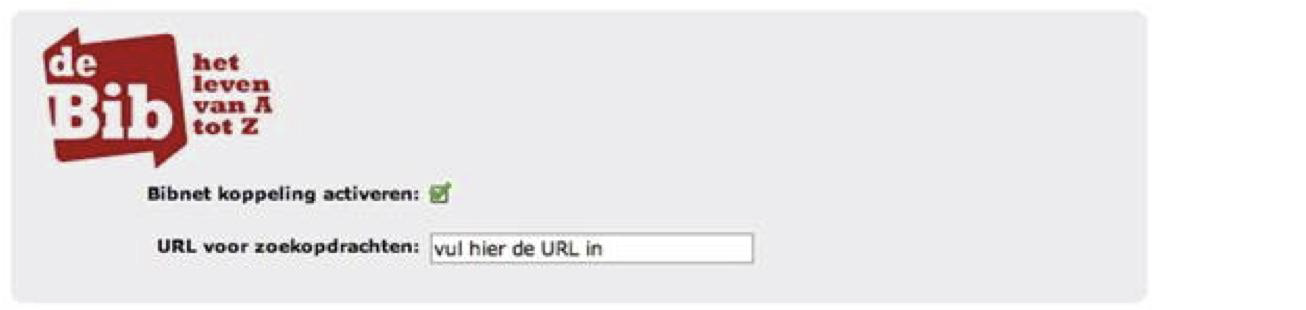 de
Bib
het
leven
van A
tot Z
Bibnet koppeling activeren:
URL voor zoekopdrachten: vul hier de URL in